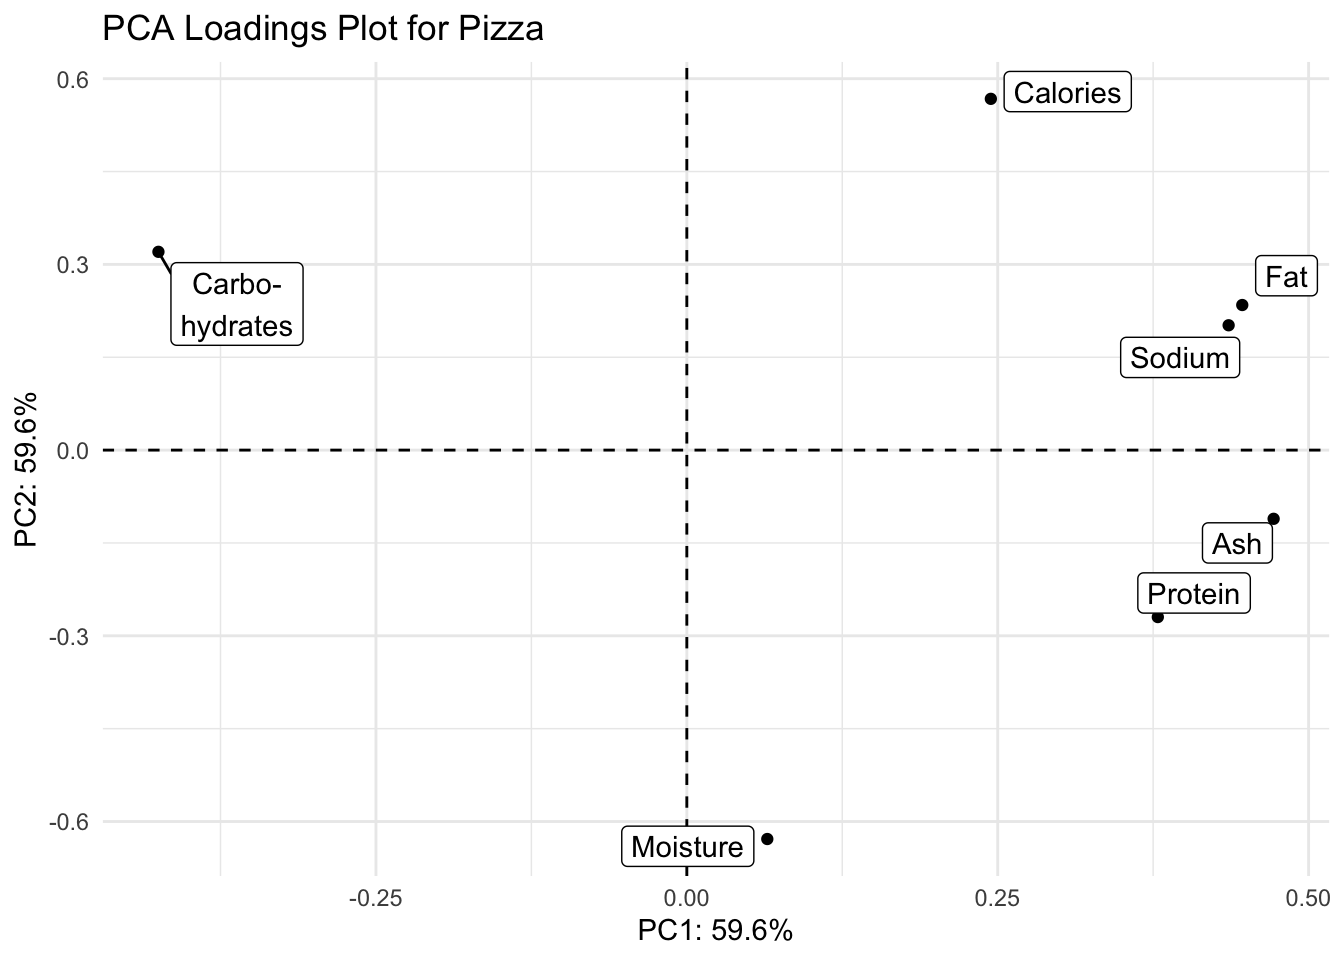 PCA Loadings Plot for Pizza
0.6
Calories
0.3
Carbo-
hydrates
Fat
Sodium
PC2: 59.6%
0.0
Ash
Protein
-0.3
-0.6
Moisture
-0.25
0.00
0.25
0.50
PC1: 59.6%